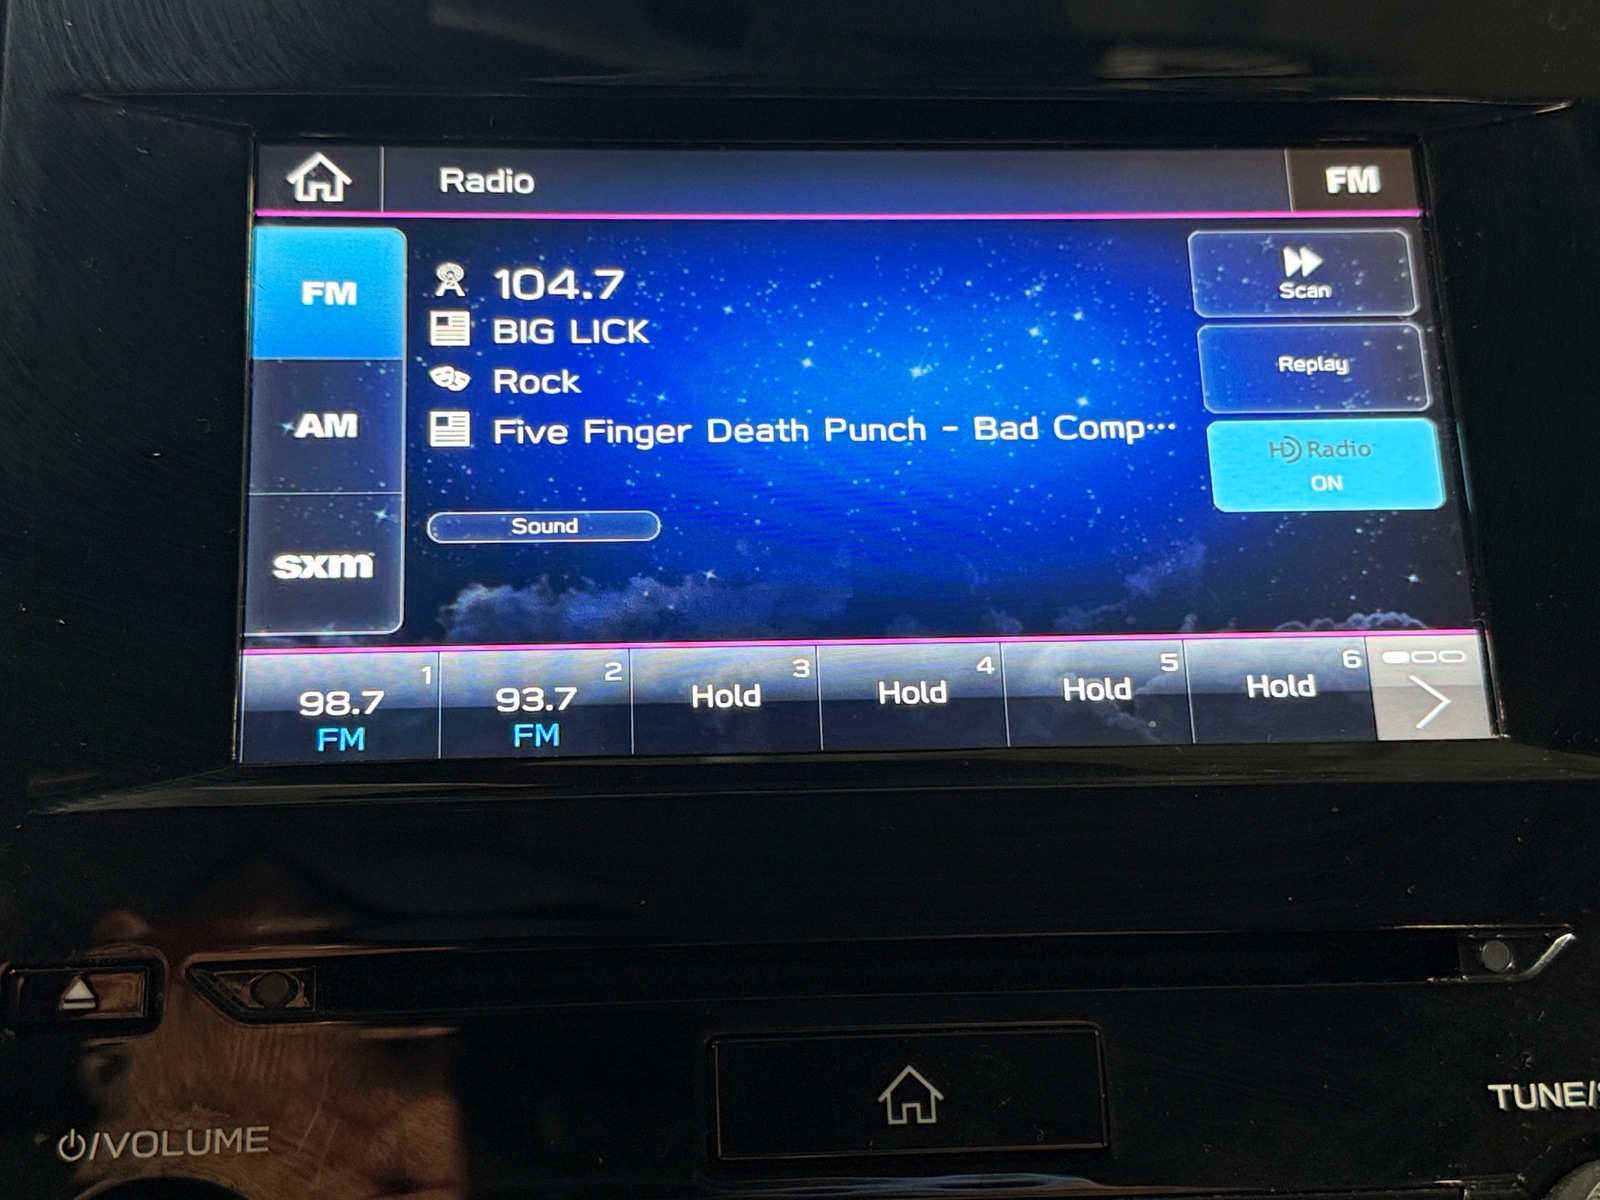 Radio
FM
FM
104.7
BIG LICK
Rock
Five Finger Death Punch - Bad Comp...
Scan
Replay
HD Radio
ON
AM
sxm
Sound
1
98.7
FM
2
93.7
FM
3
Hold
4
Hold
5
Hold
6
Hold
/VOLUME
TUNE/